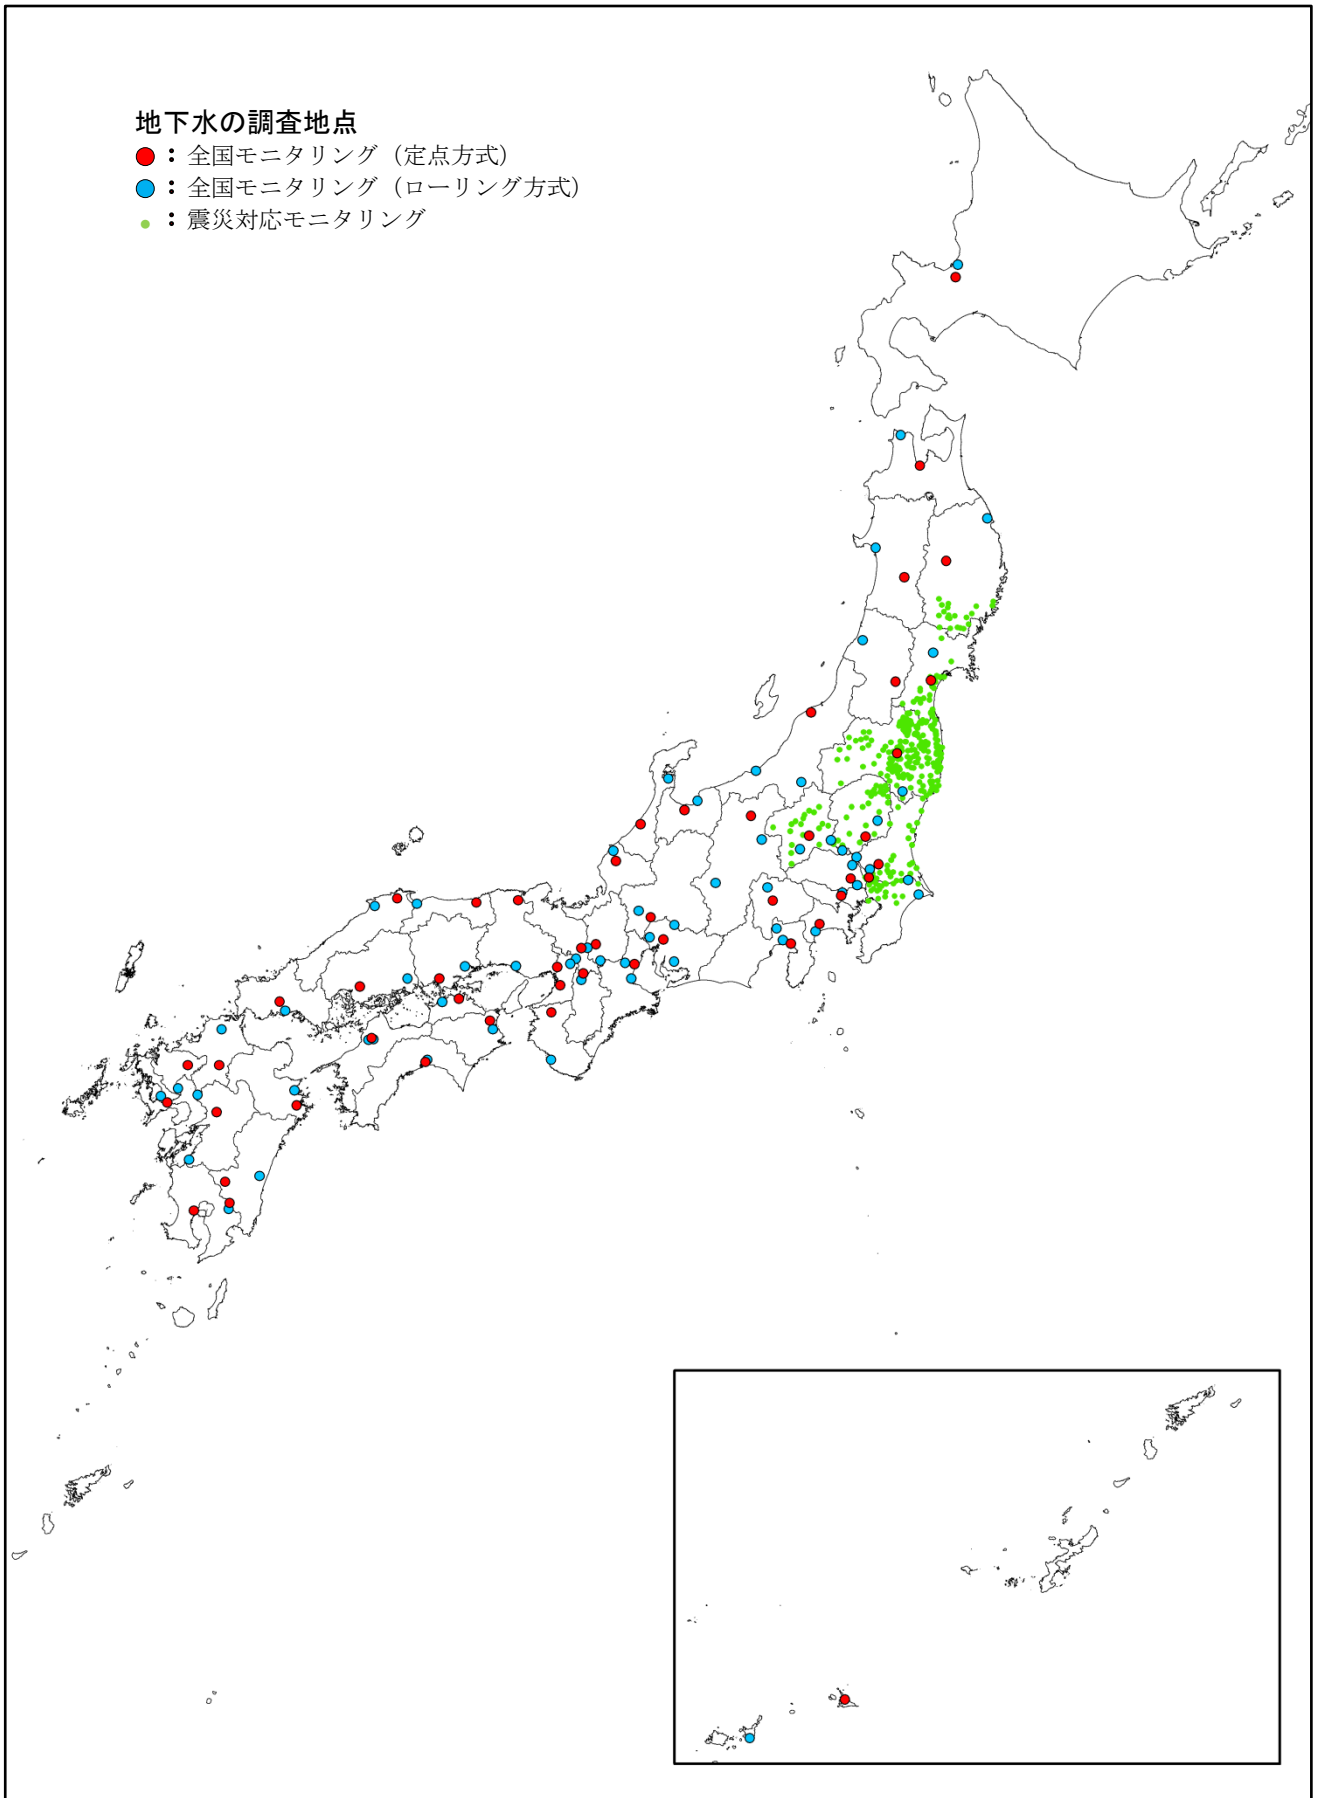 地下水の調査地点
：全国モニタリング（定点方式）
：全国モニタリング（ローリング方式）
：震災対応モニタリング